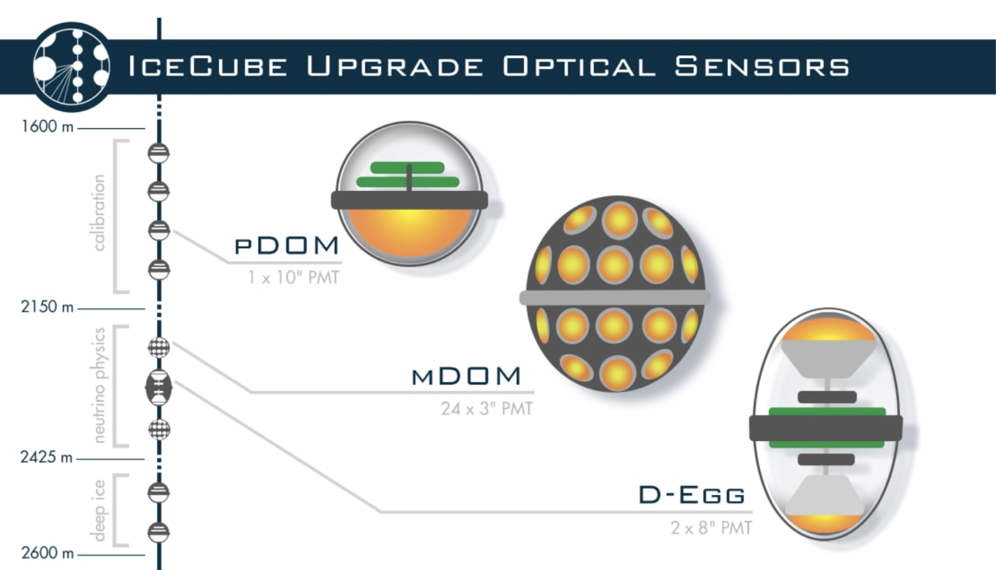 IceCube Upgrade Optical Sensors
1600 m
calibration
pDOM
1 x 10" PMT
2150 m
neutrino physics
mDOM
24 x 3" PMT
2425 m
D-Egg
2 x 8" PMT
deep ice
2600 m